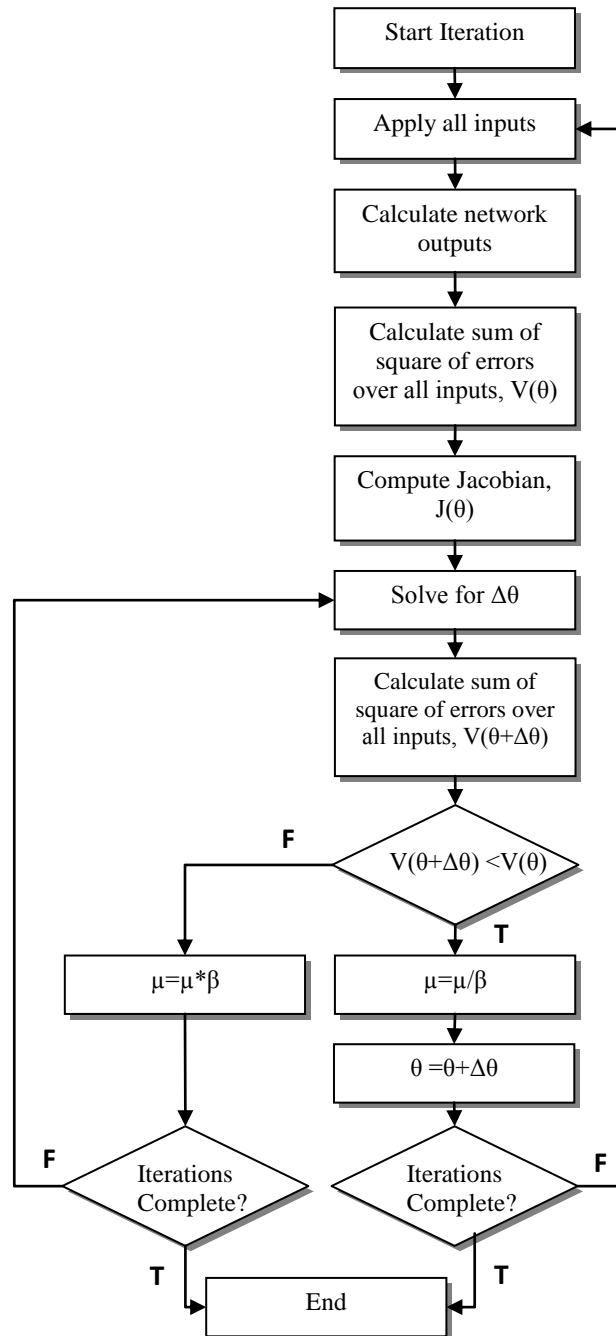 Start Iteration
Apply all inputs
Calculate network
outputs
Calculate sum of
square of errors
over all inputs, V(θ)
Compute Jacobian,
J(θ)
Solve for Δθ
Calculate sum of
square of errors over
all inputs, V(θ+Δθ)
F
V(θ+Δθ) <V(θ)
T
μ=μ*β
μ=μ/β
θ =θ+Δθ
F
Iterations
Complete?
Iterations
Complete?
F
T
T
End